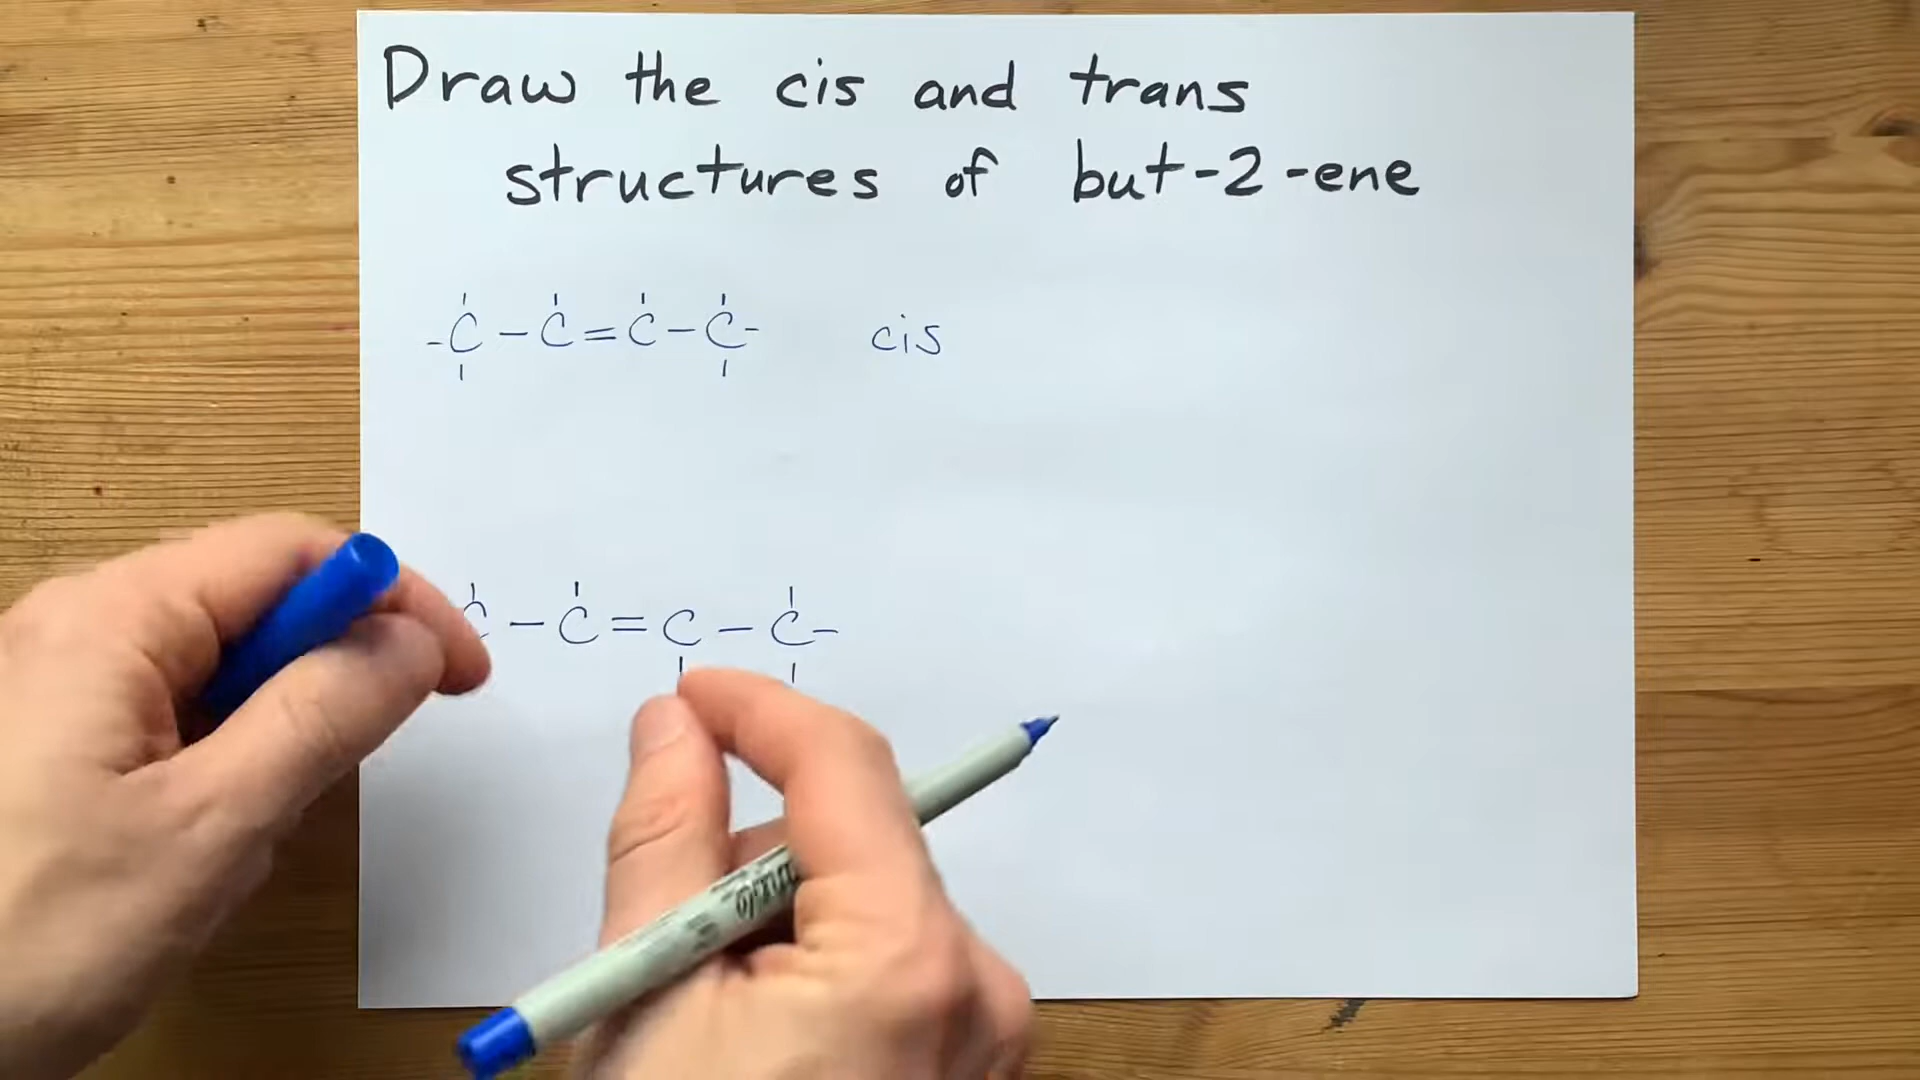 Draw the cis and trans
structures of but-2-ene
-C-C=C-C- cis
C-C=C-C-